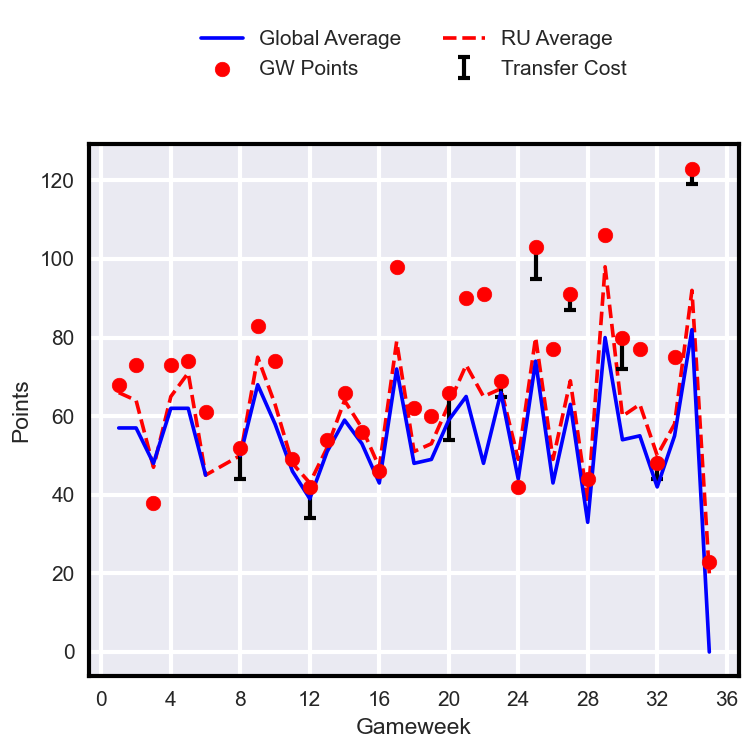 Global Average
RU Average
GW Points
Transfer Cost
120
100
80
60
40
20
0
Points
0 4 8 12 16 20 24 28 32 36
Gameweek